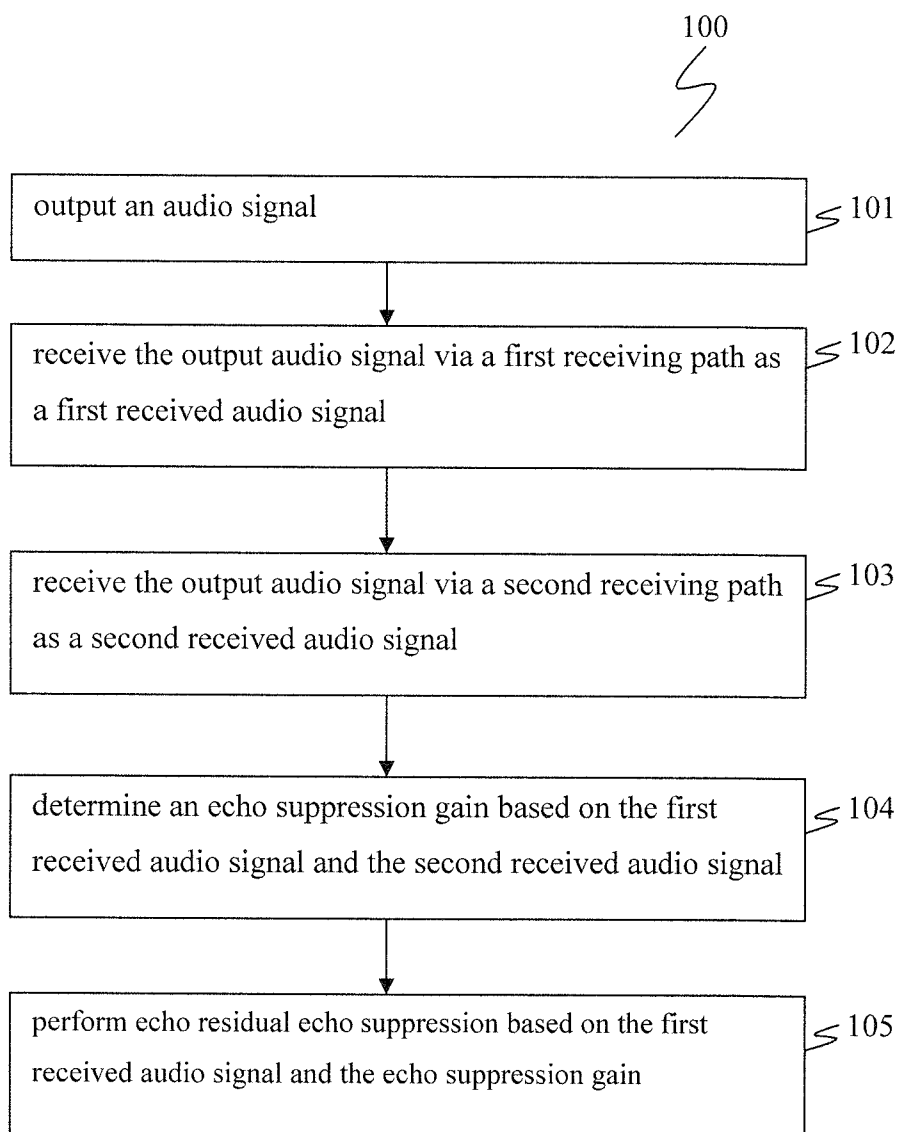 100
output an audio signal
101
receive the output audio signal via a first receiving path as
a first received audio signal
102
receive the output audio signal via a second receiving path
as a second received audio signal
103
determine an echo suppression gain based on the first
received audio signal and the second received audio signal
104
perform echo residual echo suppression based on the first
received audio signal and the echo suppression gain
105